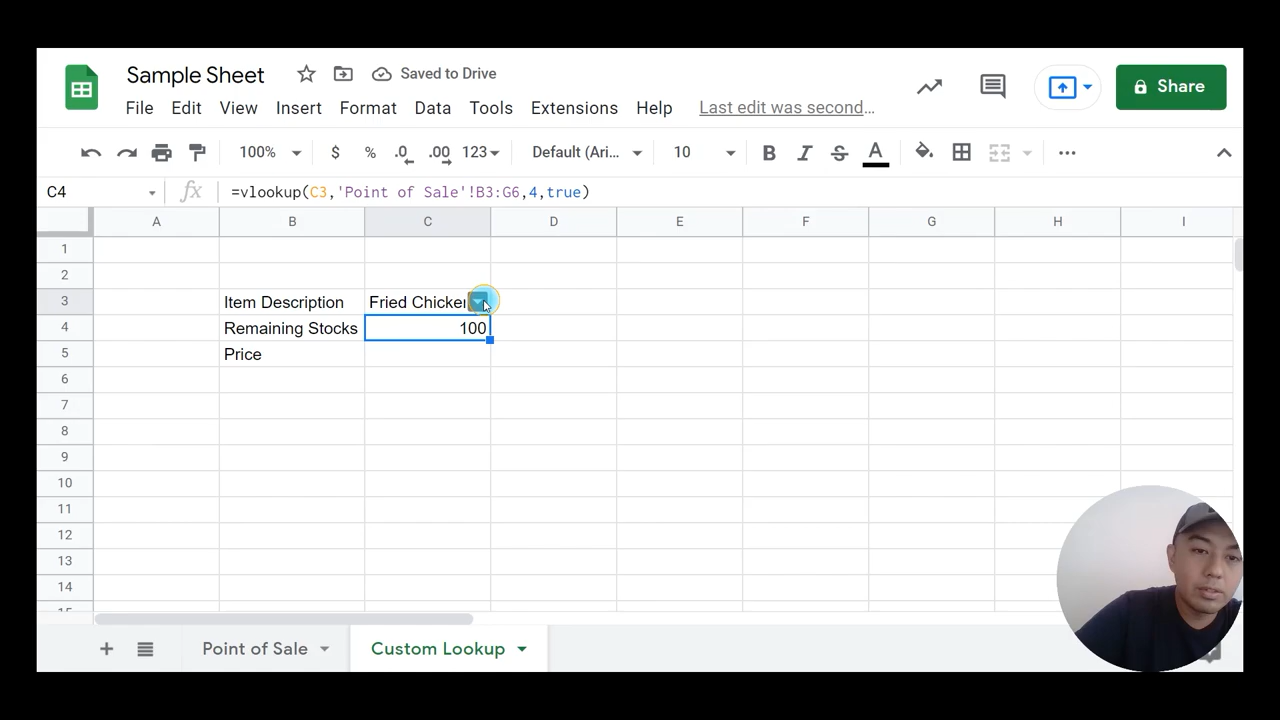 Sample Sheet Saved to Drive
File Edit View Insert Format Data Tools Extensions Help Last edit was second... Share
100% $ % .0 .00 123 Default (Ari... 10 B I S A
C4 fx =vlookup(C3,'Point of Sale'!B3:G6,4,true)
A B C D E F G H I
1
2
3 Item Description Fried Chicken
4 Remaining Stocks 100
5 Price
6
7
8
9
10
11
12
13
14
15
Point of Sale Custom Lookup